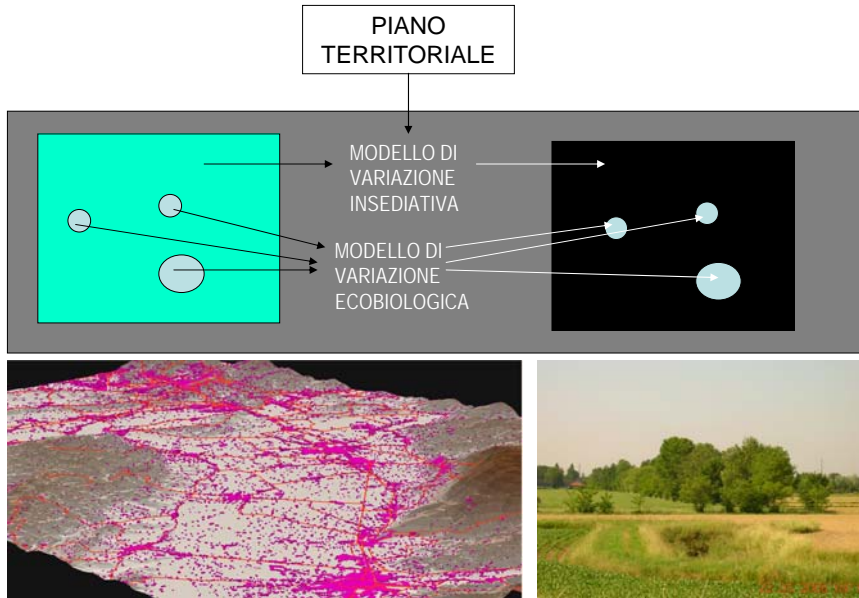 PIANO
TERRITORIALE
MODELLO DI
VARIAZIONE
INSEDIATIVA
MODELLO DI
VARIAZIONE
ECOBIOLOGICA